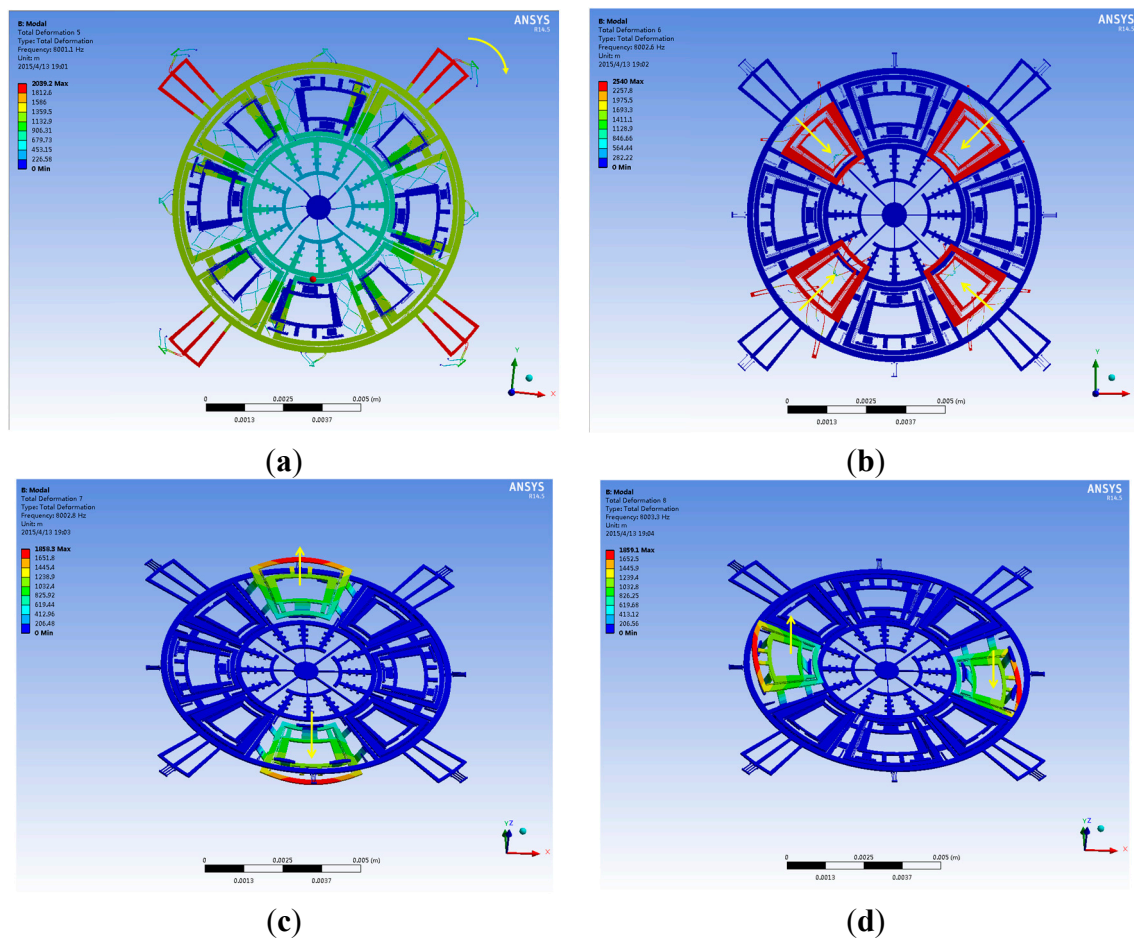 B: Modal
Total Deformation 5
Type: Total Deformation
Frequency: 8001.1 Hz
Unit: m
2015/4/13 19:01
2039.2 Max
1812.6
1586
1359.5
1132.9
906.31
679.73
453.15
226.58
0 Min
ANSYS
R14.5
Y
X
0 0.0025 0.005 (m)
0.0013 0.0037
(a)
B: Modal
Total Deformation 6
Type: Total Deformation
Frequency: 8002.6 Hz
Unit: m
2015/4/13 19:02
2540 Max
2257.8
1975.5
1693.3
1411.1
1128.9
846.66
564.44
282.22
0 Min
ANSYS
R14.5
Y
X
0 0.0025 0.005 (m)
0.0013 0.0037
(b)
B: Modal
Total Deformation 7
Type: Total Deformation
Frequency: 8002.8 Hz
Unit: m
2015/4/13 19:03
1858.3 Max
1651.8
1445.4
1238.9
1032.4
825.92
619.44
412.96
206.48
0 Min
ANSYS
R14.5
Y Z
X
0 0.0025 0.005 (m)
0.0013 0.0037
(c)
B: Modal
Total Deformation 8
Type: Total Deformation
Frequency: 8003.3 Hz
Unit: m
2015/4/13 19:04
1859.1 Max
1652.5
1445.9
1239.4
1032.8
826.25
619.68
413.12
206.56
0 Min
ANSYS
R14.5
Y Z
X
0 0.0025 0.005 (m)
0.0013 0.0037
(d)